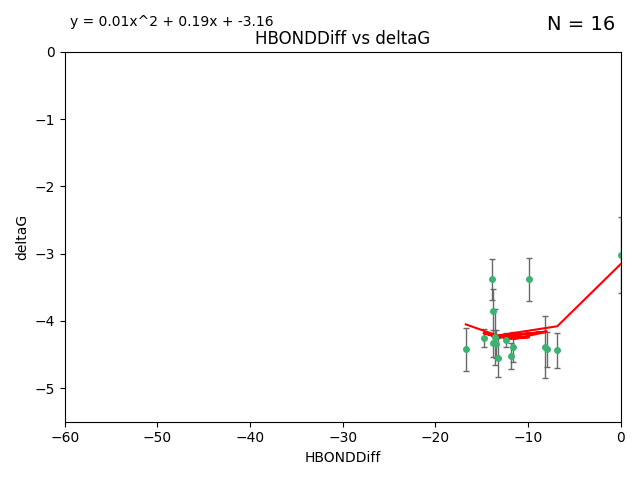 y = 0.01x^2 + 0.19x + -3.16
N = 16
HBONDDiff vs deltaG
deltaG
0
−1
−2
−3
−4
−5
−60
−50
−40
−30
−20
−10
0
HBONDDiff